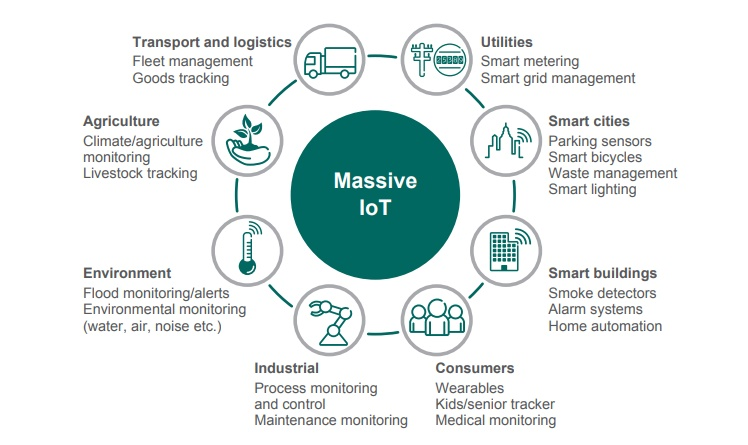 Transport and logistics
Fleet management
Goods tracking
Utilities
Smart metering
Smart grid management
Agriculture
Climate/agriculture
monitoring
Livestock tracking
Smart cities
Parking sensors
Smart bicycles
Waste management
Smart lighting
Massive
IoT
Environment
Flood monitoring/alerts
Environmental monitoring
(water, air, noise etc.)
Smart buildings
Smoke detectors
Alarm systems
Home automation
Industrial
Process monitoring
and control
Maintenance monitoring
Consumers
Wearables
Kids/senior tracker
Medical monitoring